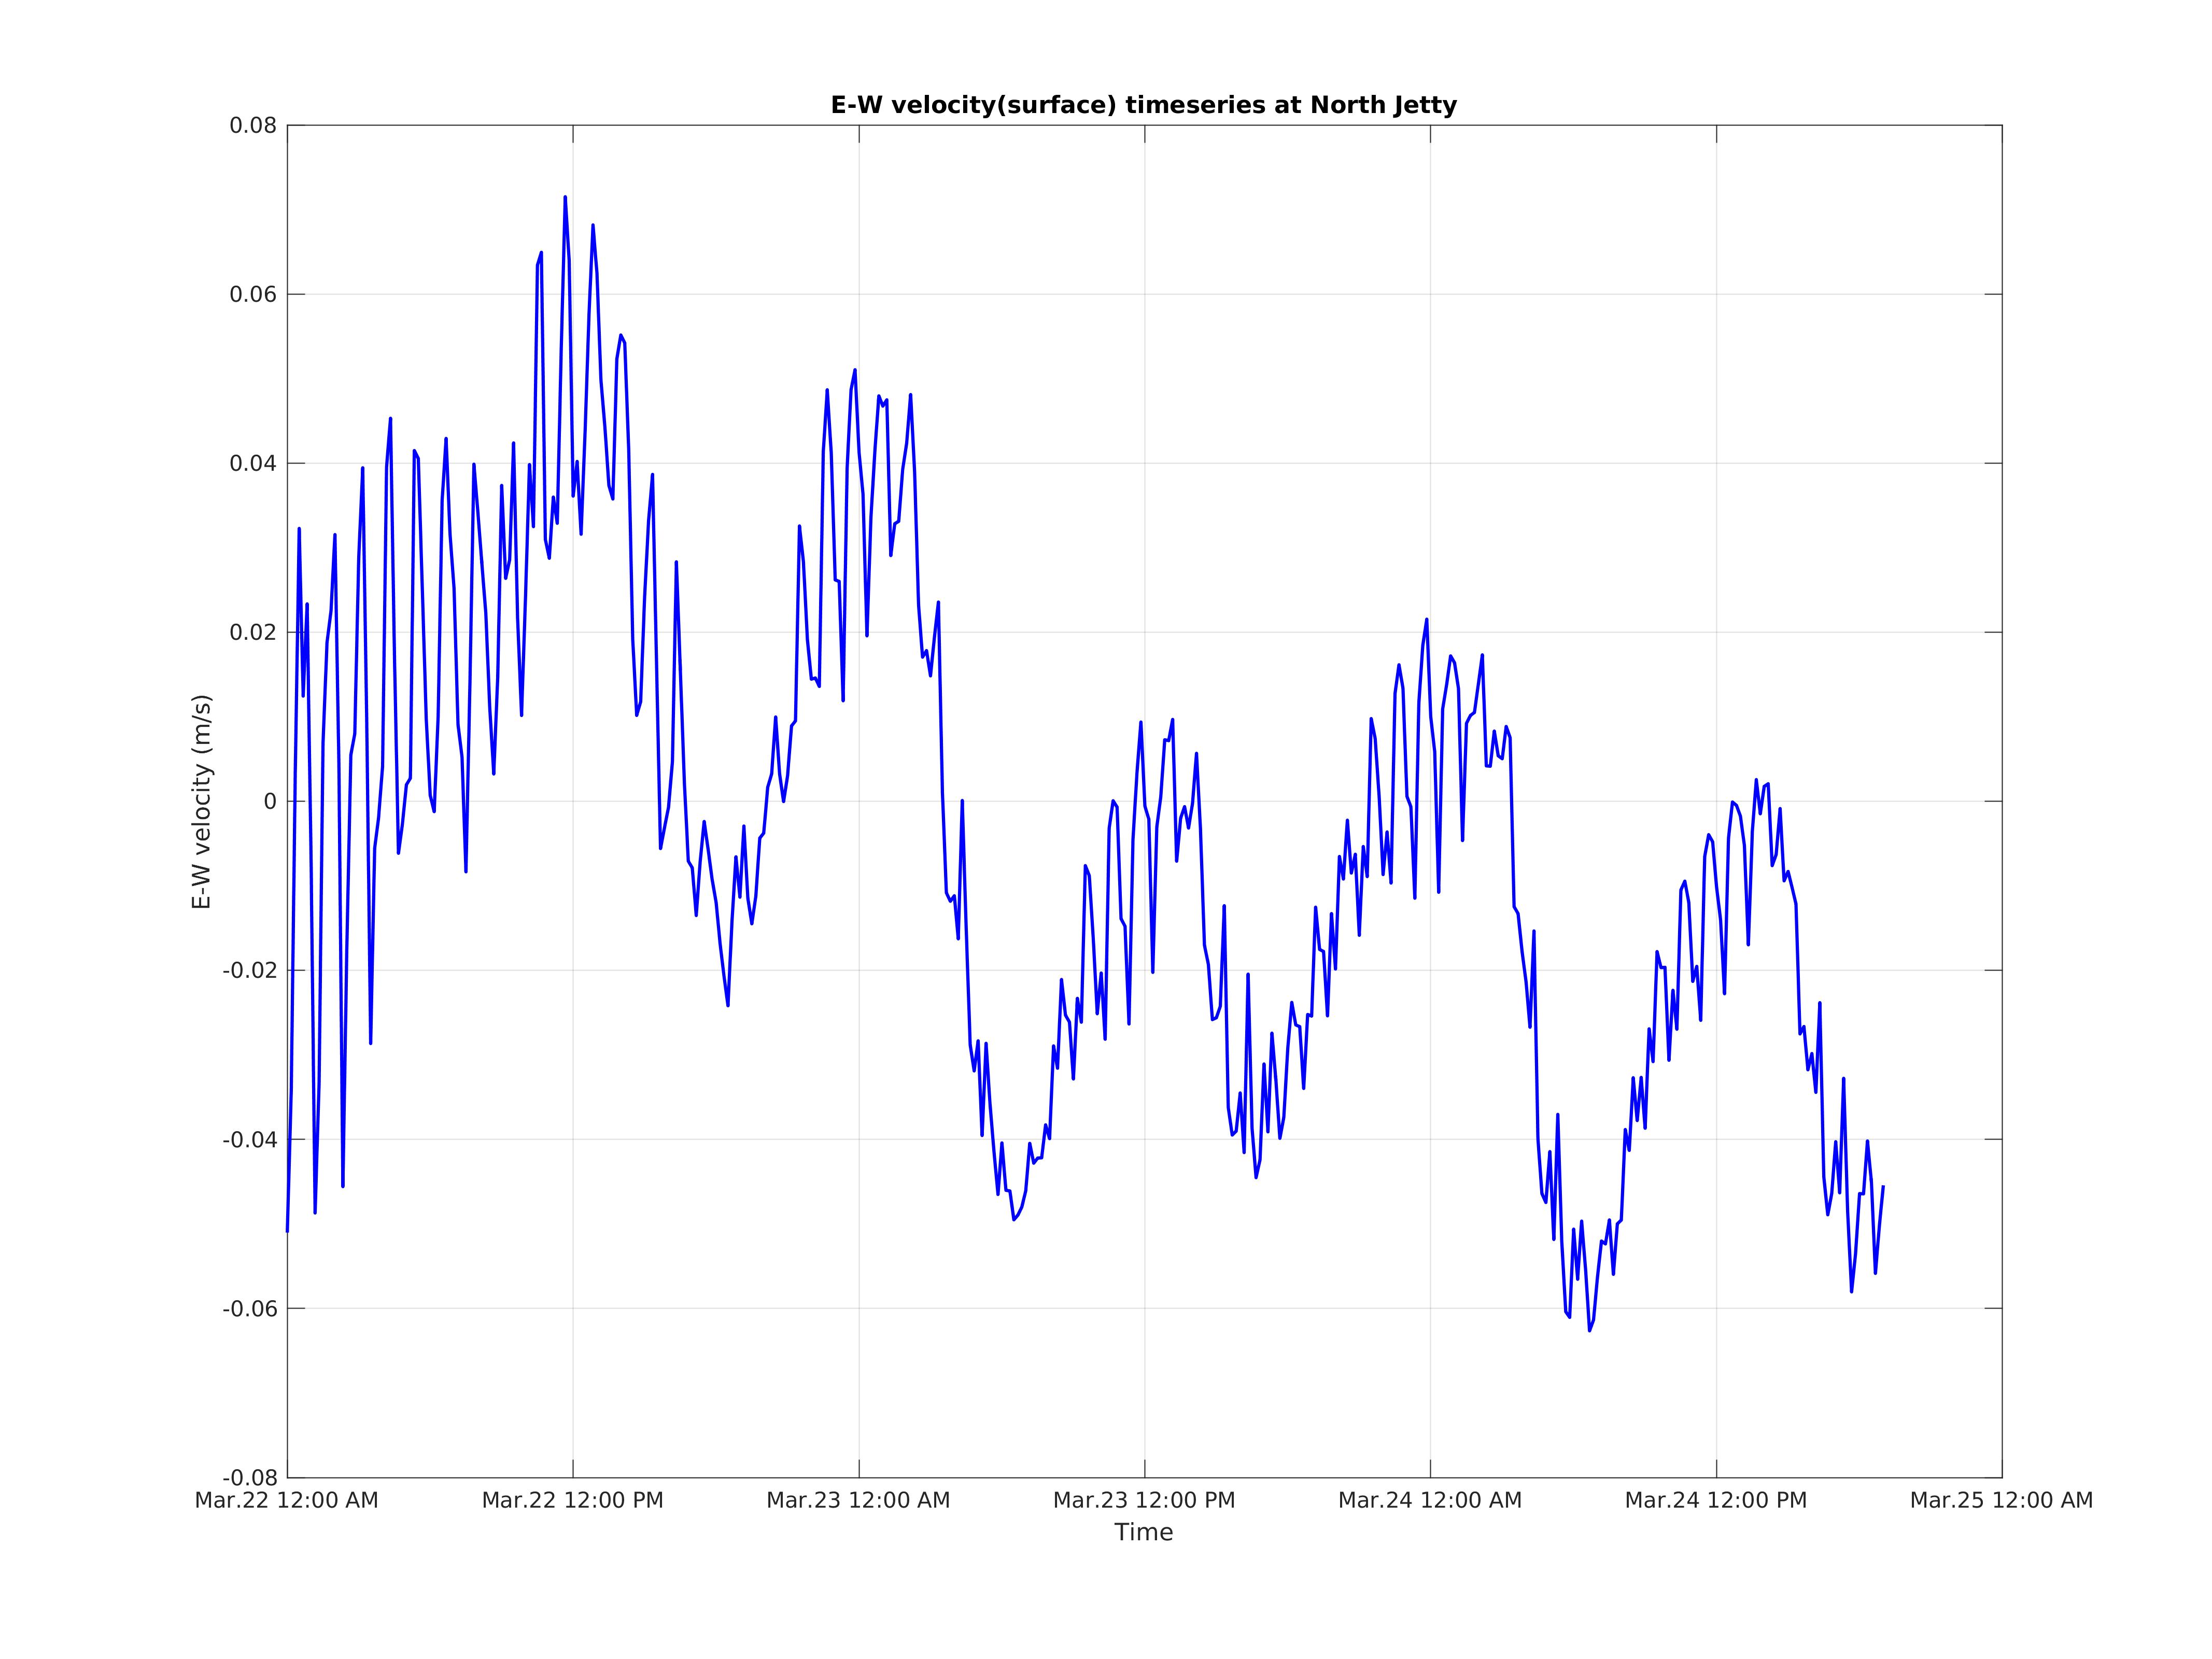 E-W velocity(surface) timeseries at North Jetty
0.08
0.06
0.04
0.02
0
-0.02
-0.04
-0.06
-0.08
E-W velocity (m/s)
Mar.22 12:00 AM Mar.22 12:00 PM Mar.23 12:00 AM Mar.23 12:00 PM Mar.24 12:00 AM Mar.24 12:00 PM Mar.25 12:00 AM
Time